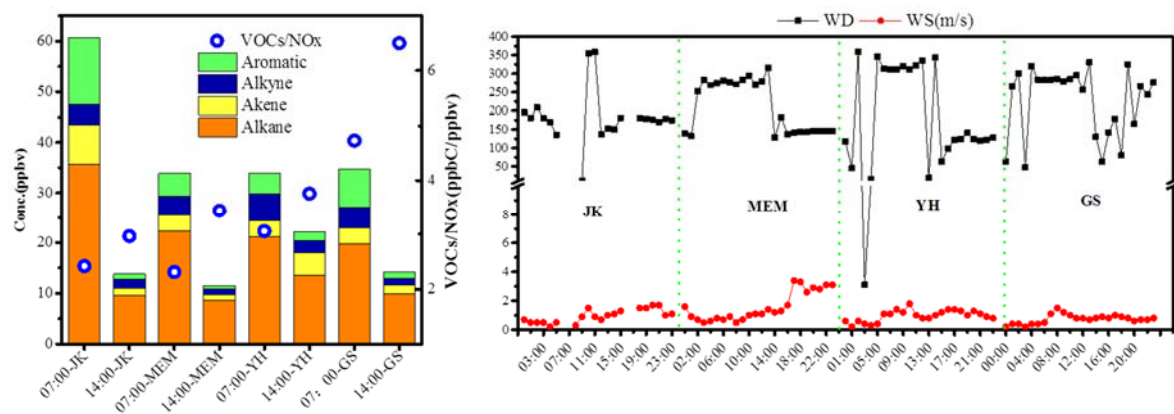 VOCs/NOx
Aromatic
Alkyne
Akene
Alkane
Conc.(ppbv)
60
50
40
30
20
10
0
VOCs/NOx(ppbC/ppbv)
6
4
2
07:00-JK
14:00-JK
07:00-MEM
14:00-MEM
07:00-YH
14:00-YH
07：00-GS
14:00-GS
WD WS(m/s)
400
350
300
250
200
150
100
50
8
6
4
2
0
JK MEM YH GS
03:00 07:00 11:00 15:00 19:00 23:00 02:00 06:00 10:00 14:00 18:00 22:00 01:00 05:00 09:00 13:00 17:00 21:00 00:00 04:00 08:00 12:00 16:00 20:00